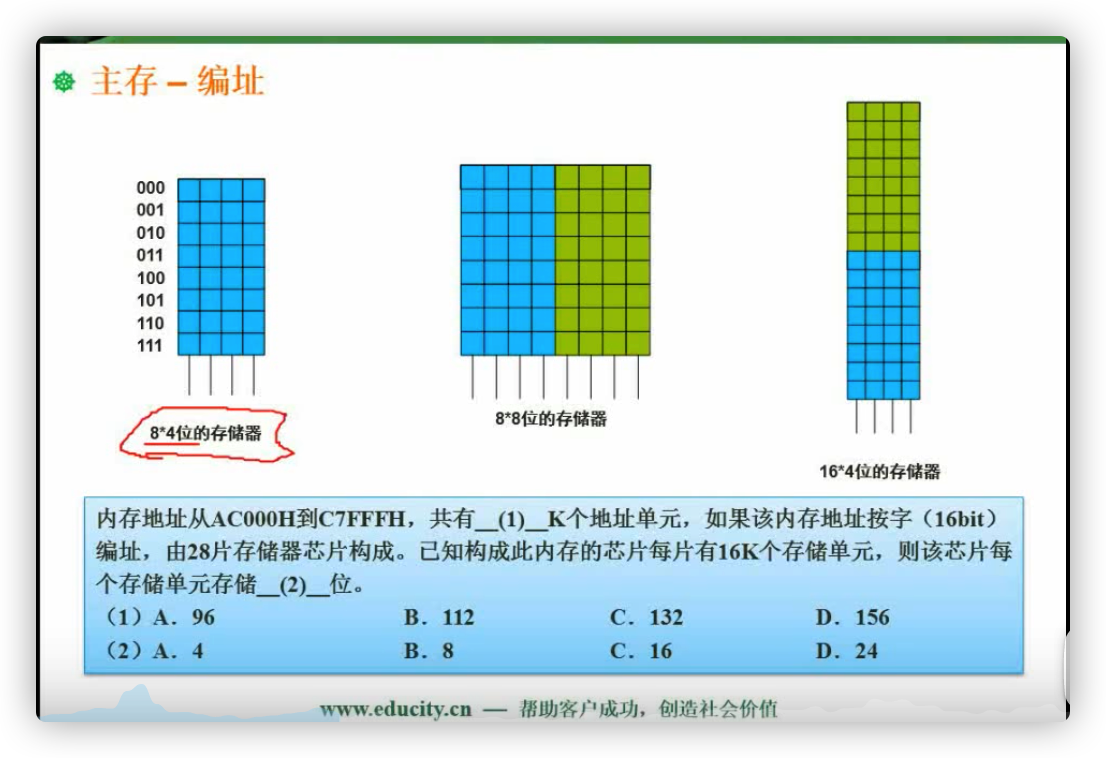 主存 – 编址
000
001
010
011
100
101
110
111
8*4位的存储器
8*8位的存储器
16*4位的存储器
内存地址从AC000H到C7FFFH，共有__(1)__K个地址单元，如果该内存地址按字（16bit）
编址，由28片存储器芯片构成。已知构成此内存的芯片每片有16K个存储单元，则该芯片每
个存储单元存储__(2)__位。
（1）A．96 B．112 C．132 D．156
（2）A．4 B．8 C．16 D．24
www.educity.cn — 帮助客户成功，创造社会价值